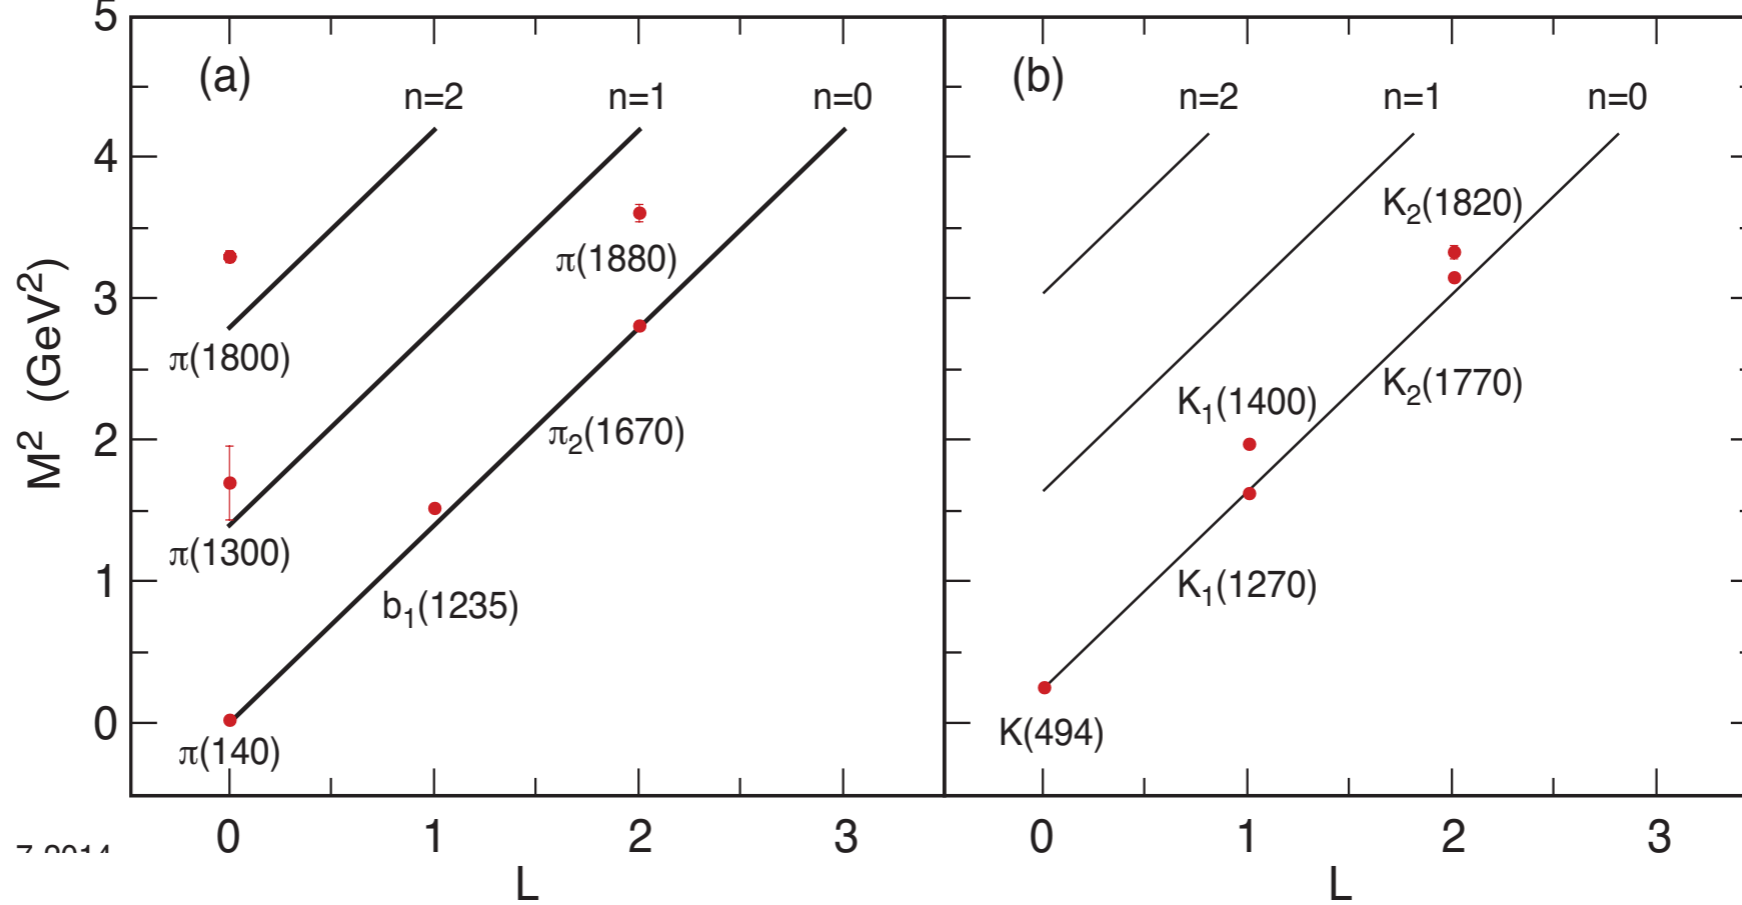 5
4
3
2
1
0
M² (GeV²)
(a)
n=2
n=1
n=0
π(1880)
π(1800)
π₂(1670)
π(1300)
b₁(1235)
π(140)
0 1 2 3
L
(b)
n=2
n=1
n=0
K₂(1820)
K₂(1770)
K₁(1400)
K₁(1270)
K(494)
0 1 2 3
L